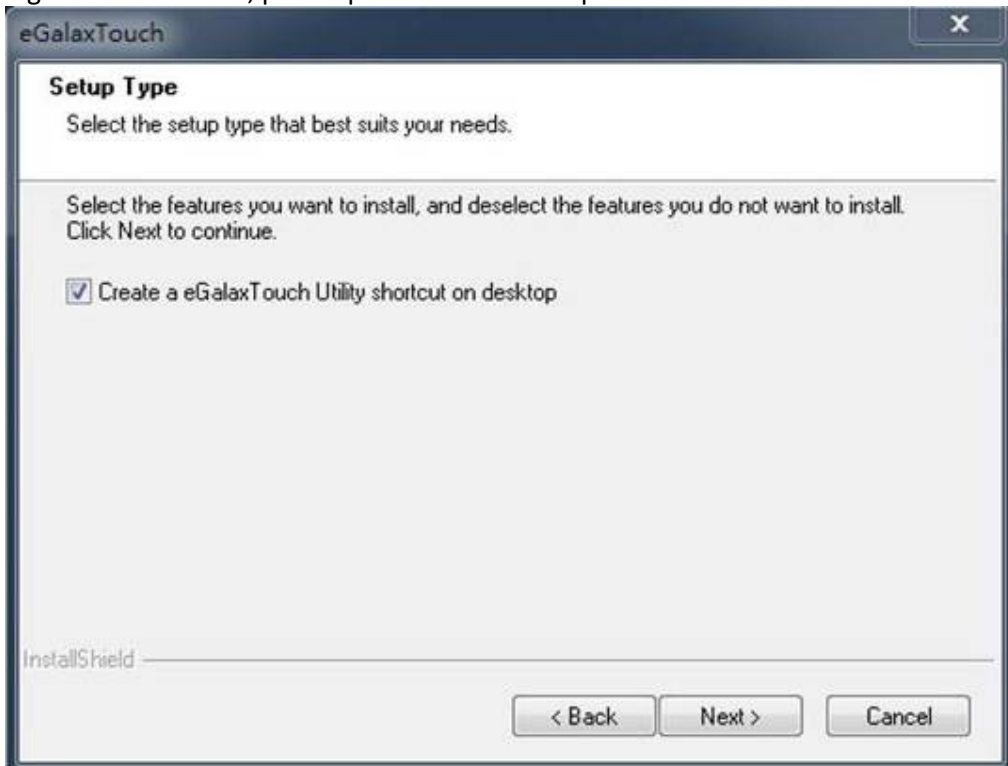 eGalaxTouch
Setup Type
Select the setup type that best suits your needs.
Select the features you want to install, and deselect the features you do not want to install.
Click Next to continue.
Create a eGalaxTouch Utility shortcut on desktop
InstallShield
< Back Next > Cancel